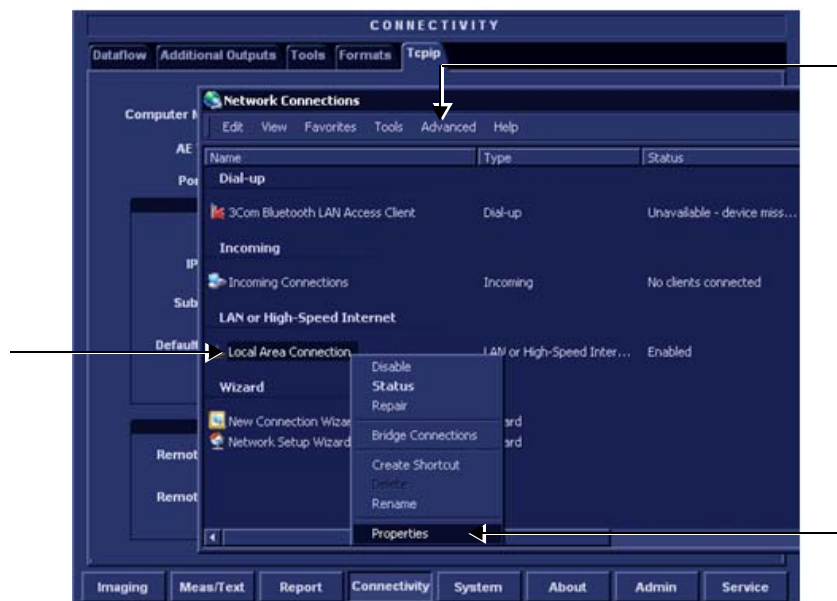 CONNECTIVITY
Dataflow Additional Outputs Tools Formats Tcpip
Network Connections
Computer
Edit View Favorites Tools Advanced Help
AE
Name Type Status
Dial-up
3Com Bluetooth LAN Access Client Dial-up Unavailable - device miss...
Incoming
IP
Incoming Connections Incoming No clients connected
Sub
LAN or High-Speed Internet
Local Area Connection LAN or High-Speed Inter... Enabled
Disable
Wizard Status
Repair
New Connection Wizar ard
Bridge Connections
Network Setup Wizard ard
Remot
Create Shortcut
Delete
Remot
Rename
Properties
Imaging Meas/Text Report Connectivity System About Admin Service